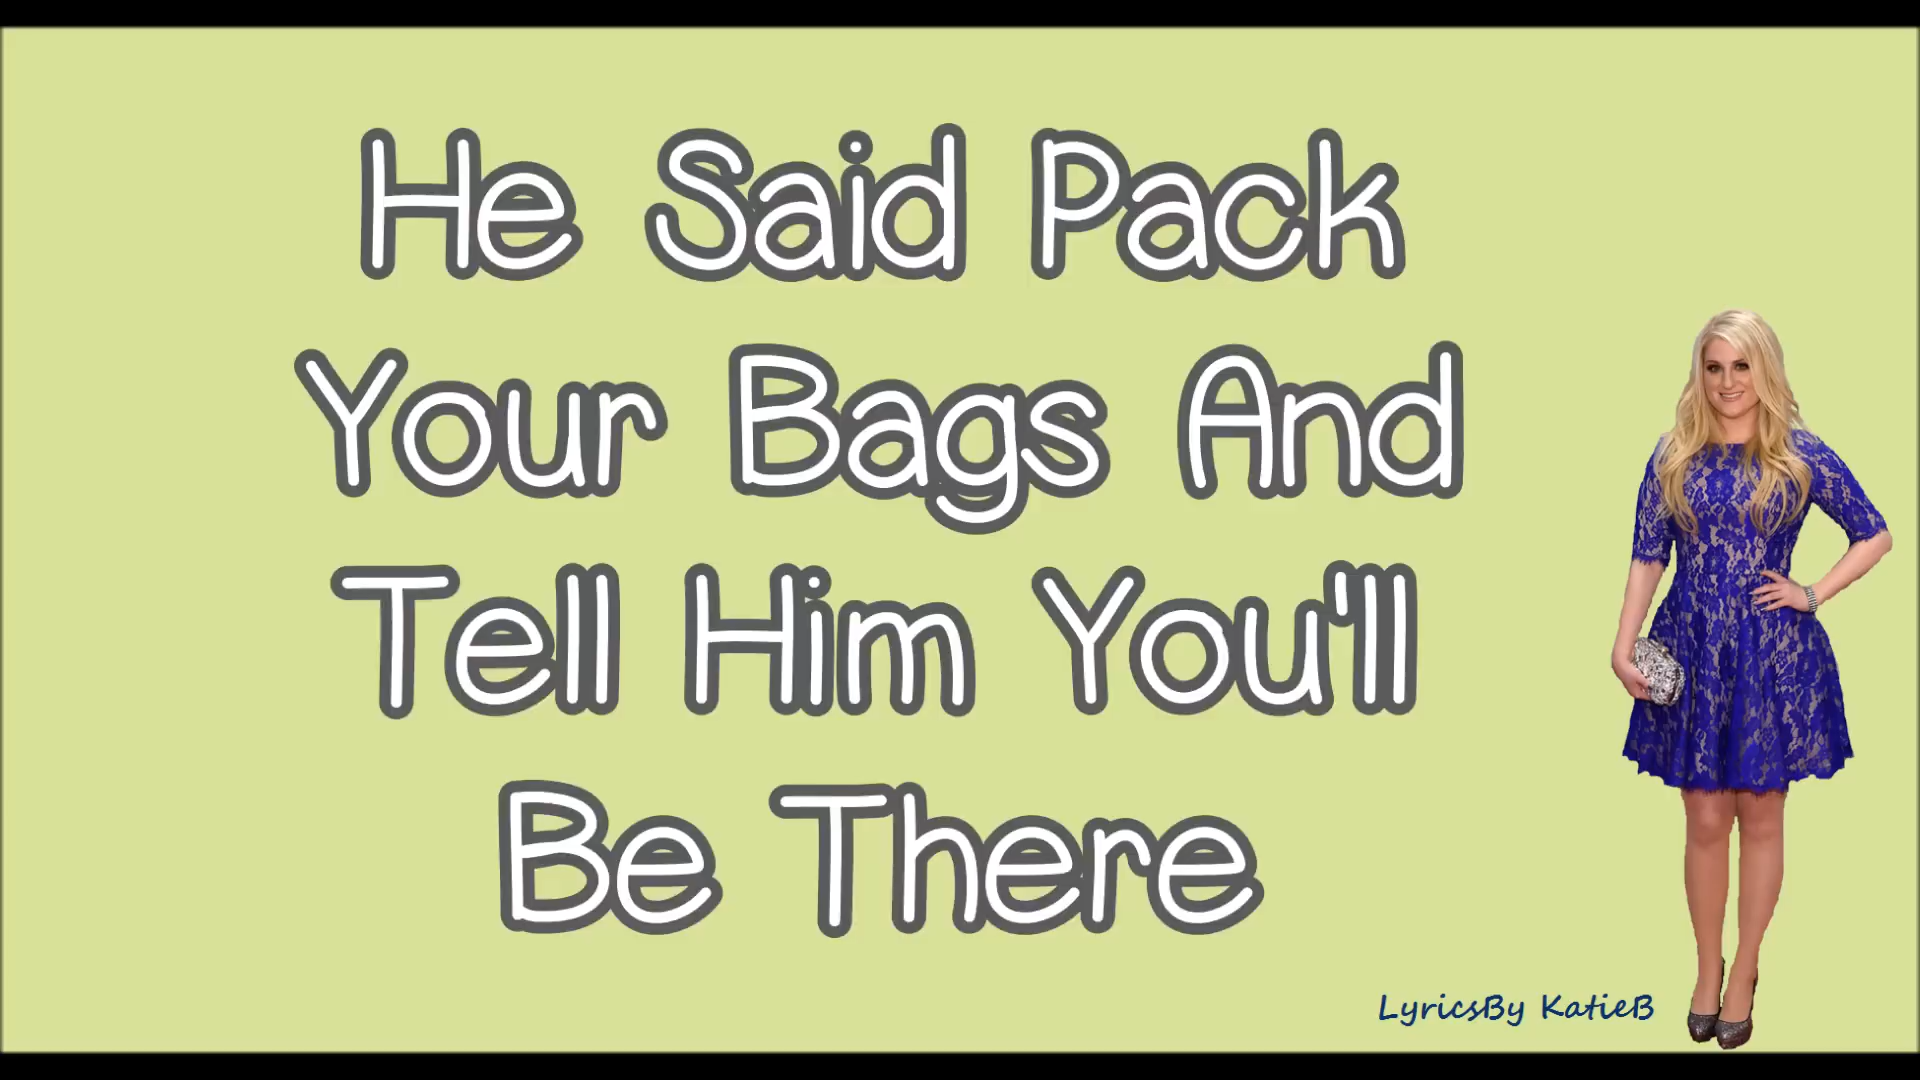 He Said Pack
Your Bags And
Tell Him You'll
Be There
LyricsBy KatieB